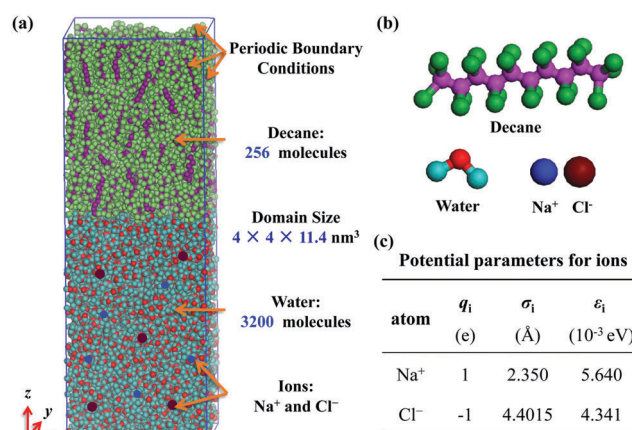 (a)
Periodic Boundary
Conditions
Decane:
256 molecules
Domain Size
4 × 4 × 11.4 nm³
Water:
3200 molecules
Ions:
Na⁺ and Cl⁻
z
y
(b)
Decane
Water
Na⁺
Cl⁻
(c)
Potential parameters for ions
atom qᵢ σᵢ εᵢ
(e) (Å) (10⁻³ eV)
Na⁺ 1 2.350 5.640
Cl⁻ -1 4.4015 4.341